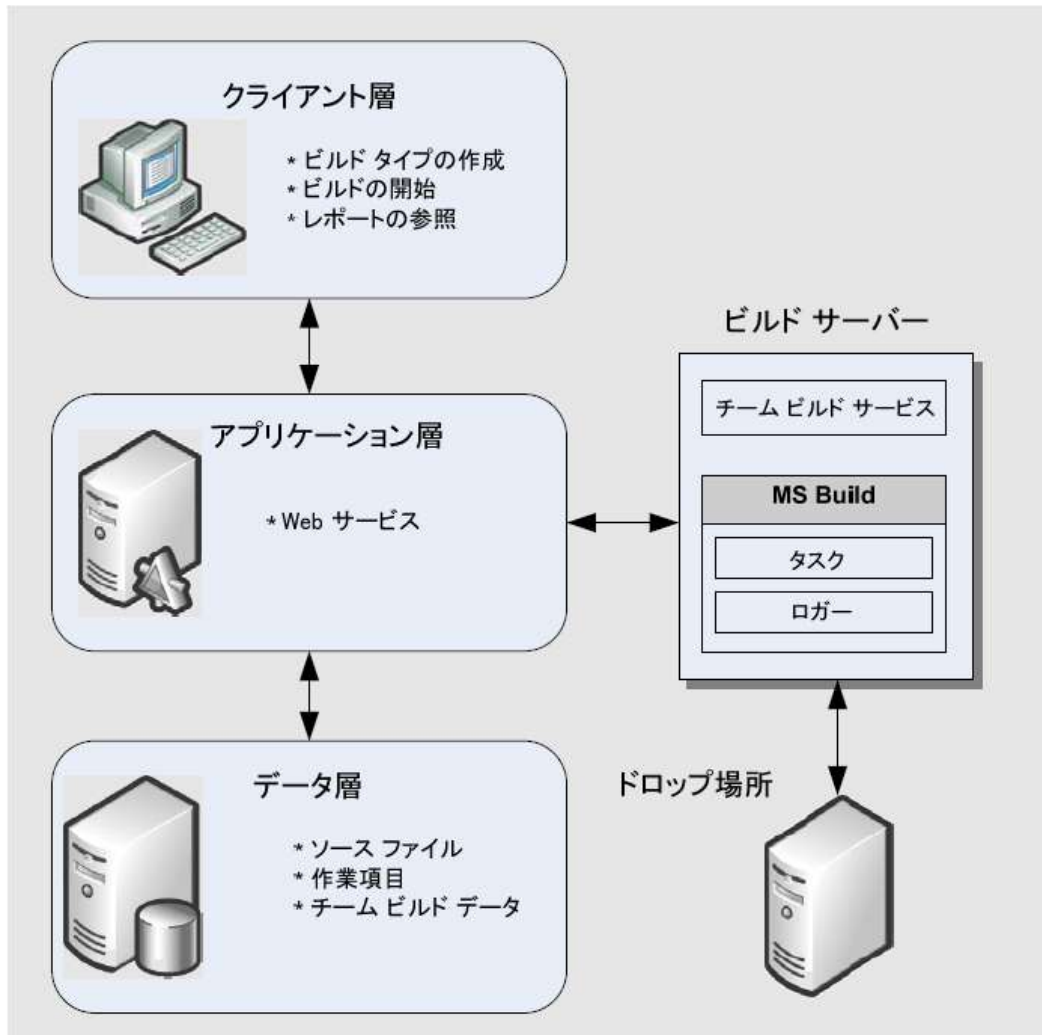 クライアント層
* ビルド タイプの作成
* ビルドの開始
* レポートの参照
アプリケーション層
* Web サービス
データ層
* ソース ファイル
* 作業項目
* チーム ビルド データ
ビルド サーバー
チーム ビルド サービス
MS Build
タスク
ロガー
ドロップ場所